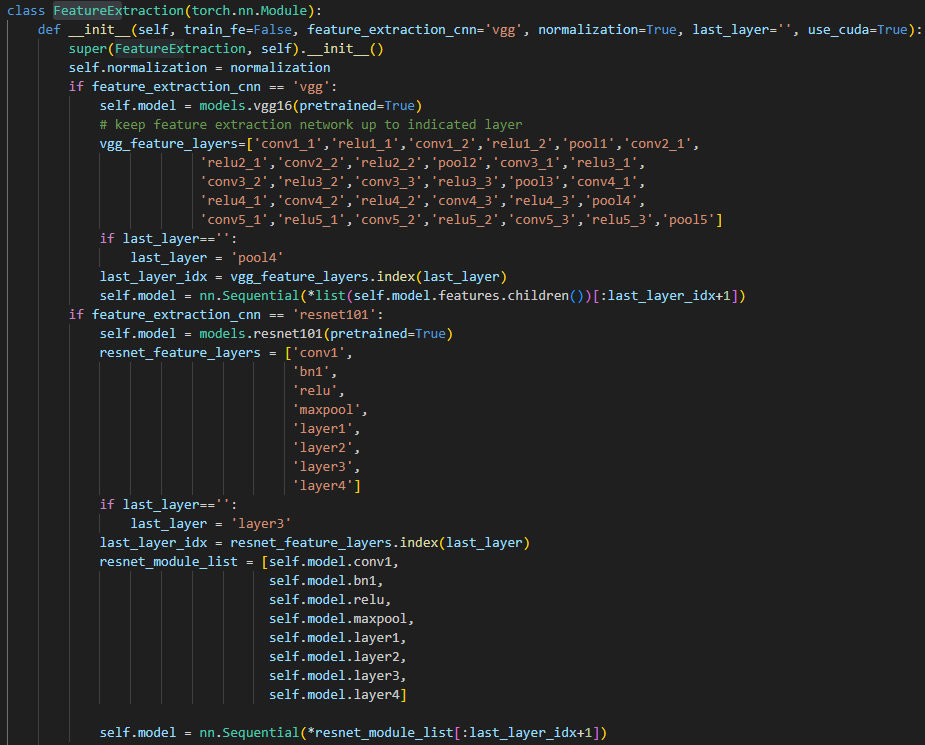 class FeatureExtraction(torch.nn.Module):
    def __init__(self, train_fe=False, feature_extraction_cnn='vgg', normalization=True, last_layer='', use_cuda=True):
        super(FeatureExtraction, self).__init__()
        self.normalization = normalization
        if feature_extraction_cnn == 'vgg':
            self.model = models.vgg16(pretrained=True)
            # keep feature extraction network up to indicated layer
            vgg_feature_layers=['conv1_1','relu1_1','conv1_2','relu1_2','pool1','conv2_1',
                         'relu2_1','conv2_2','relu2_2','pool2','conv3_1','relu3_1',
                         'conv3_2','relu3_2','conv3_3','relu3_3','pool3','conv4_1',
                         'relu4_1','conv4_2','relu4_2','conv4_3','relu4_3','pool4',
                         'conv5_1','relu5_1','conv5_2','relu5_2','conv5_3','relu5_3','pool5']
            if last_layer=='':
                last_layer = 'pool4'
            last_layer_idx = vgg_feature_layers.index(last_layer)
            self.model = nn.Sequential(*list(self.model.features.children())[:last_layer_idx+1])
        if feature_extraction_cnn == 'resnet101':
            self.model = models.resnet101(pretrained=True)
            resnet_feature_layers = ['conv1',
                                     'bn1',
                                     'relu',
                                     'maxpool',
                                     'layer1',
                                     'layer2',
                                     'layer3',
                                     'layer4']
            if last_layer=='':
                last_layer = 'layer3'
            last_layer_idx = resnet_feature_layers.index(last_layer)
            resnet_module_list = [self.model.conv1,
                                  self.model.bn1,
                                  self.model.relu,
                                  self.model.maxpool,
                                  self.model.layer1,
                                  self.model.layer2,
                                  self.model.layer3,
                                  self.model.layer4]
            self.model = nn.Sequential(*resnet_module_list[:last_layer_idx+1])